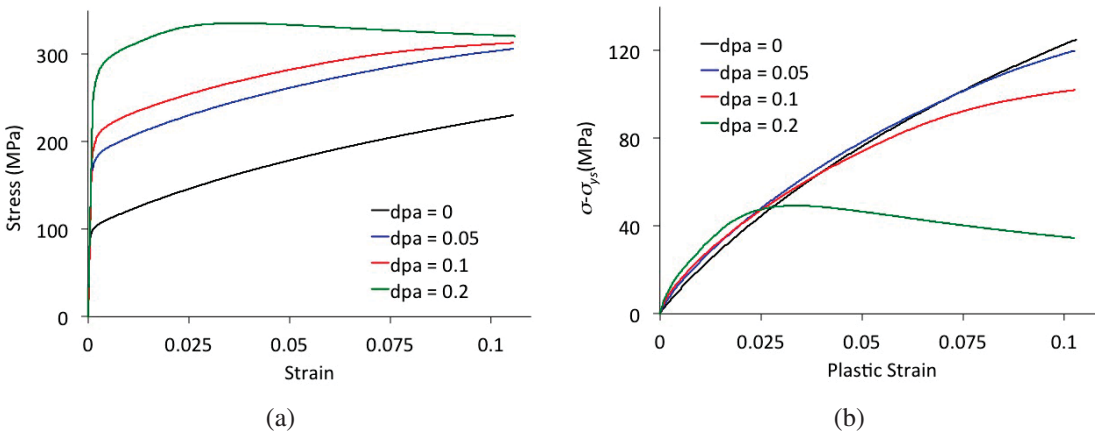 300
200
100
0
Stress (MPa)
dpa = 0
dpa = 0.05
dpa = 0.1
dpa = 0.2
0
0.025
0.05
0.075
0.1
Strain
(a)
120
80
40
0
σ-σys(MPa)
dpa = 0
dpa = 0.05
dpa = 0.1
dpa = 0.2
0
0.025
0.05
0.075
0.1
Plastic Strain
(b)